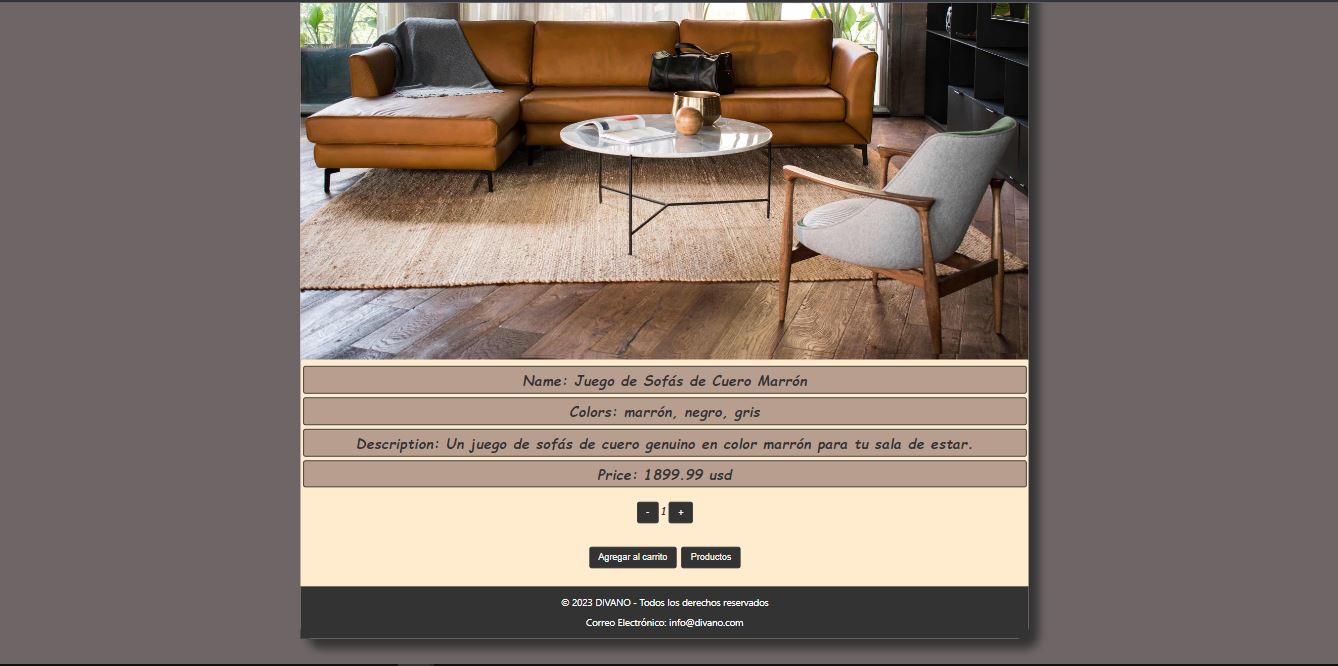 Name: Juego de Sofás de Cuero Marrón
Colors: marrón, negro, gris
Description: Un juego de sofás de cuero genuino en color marrón para tu sala de estar.
Price: 1899.99 usd
- 1 +
Agregar al carrito Productos
© 2023 DIVANO - Todos los derechos reservados
Correo Electrónico: info@divano.com